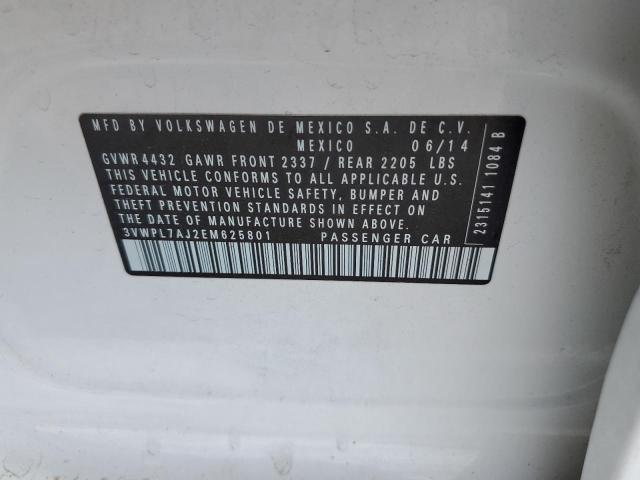 MFD BY VOLKSWAGEN DE MEXICO S.A. DE C.V.
MEXICO 06/14
GVWR 4432 GAWR FRONT 2337 / REAR 2205 LBS
THIS VEHICLE CONFORMS TO ALL APPLICABLE U.S.
FEDERAL MOTOR VEHICLE SAFETY, BUMPER AND
THEFT PREVENTION STANDARDS IN EFFECT ON
THE DATE OF MANUFACTURE SHOWN ABOVE.
3VWPL7AJ2EM625801 PASSENGER CAR
2315141 1084 B